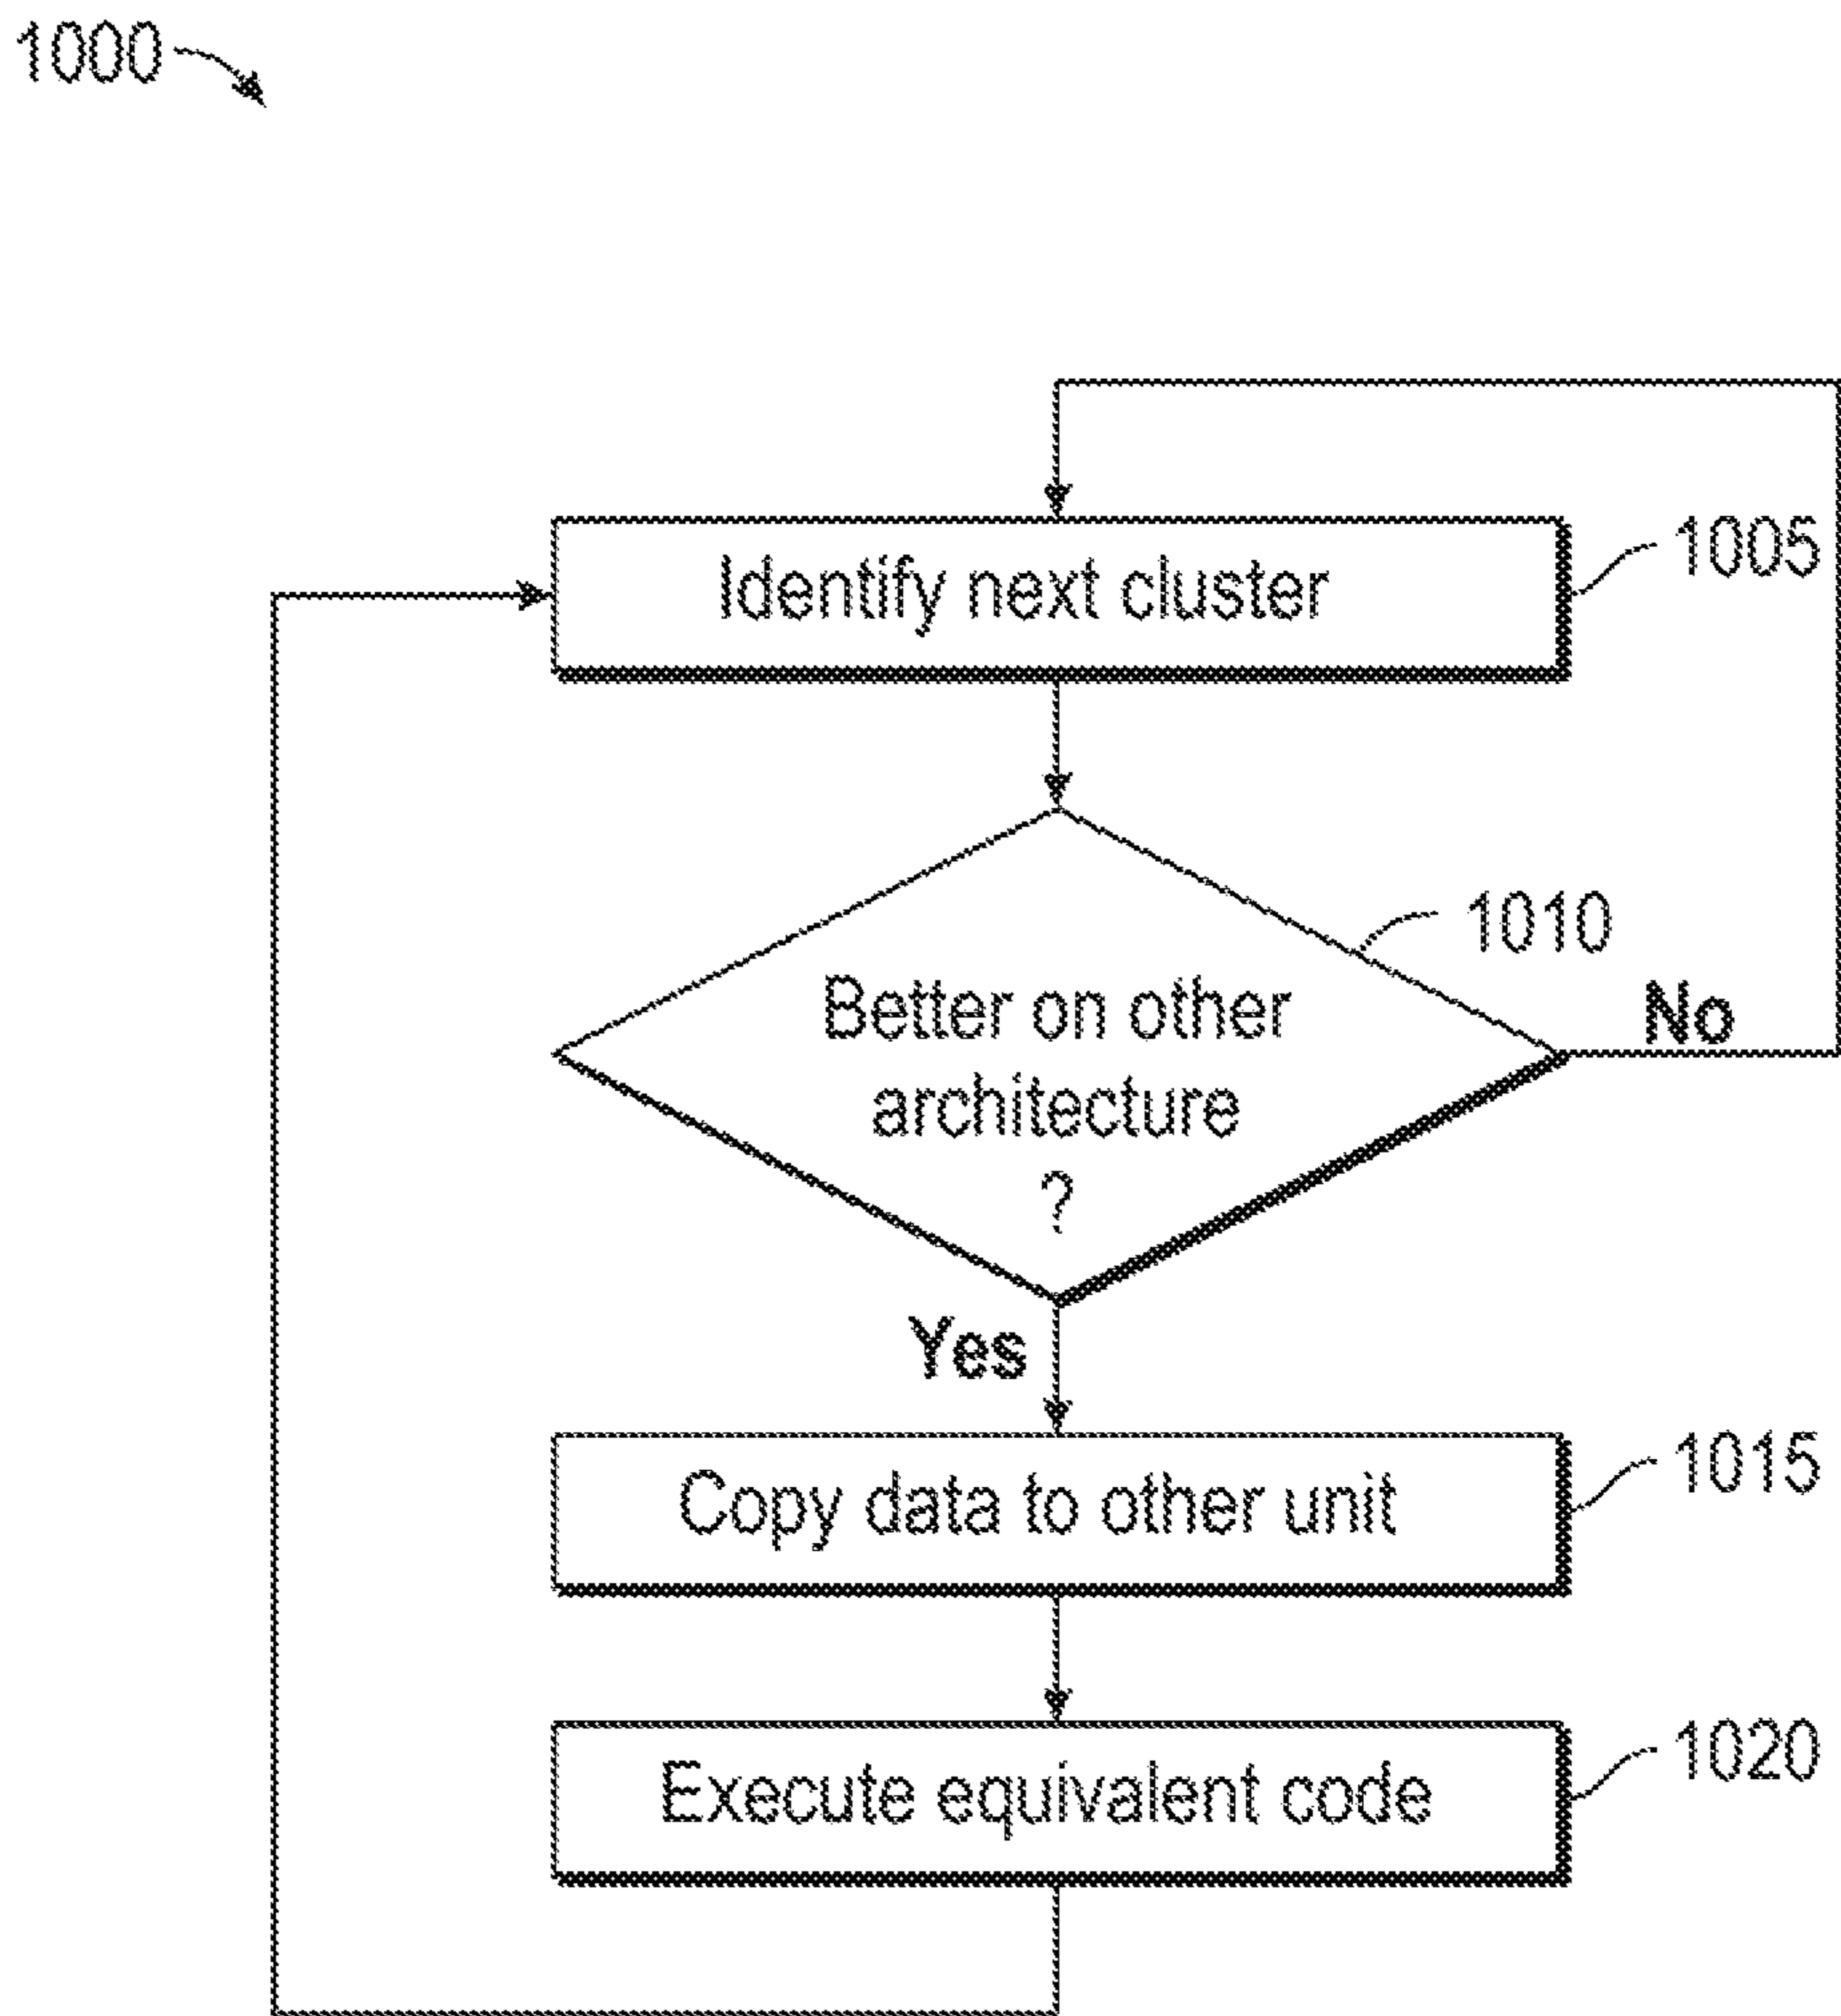 1000
Identify next cluster
1005
1010
Better on other
architecture
?
No
Yes
Copy data to other unit
1015
Execute equivalent code
1020